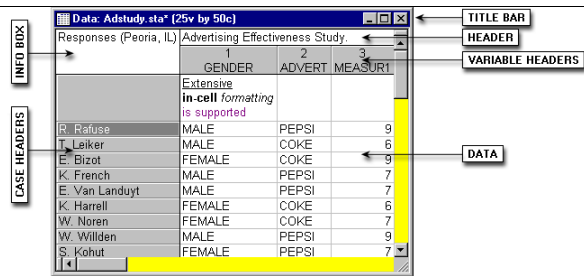 Data: Adstudy.sta* (25v by 50c)
TITLE BAR
Responses (Peoria, IL) Advertising Effectiveness Study.
HEADER
INFO BOX
1 2 3
GENDER ADVERT MEASUR1
VARIABLE HEADERS
Extensive
in-cell formatting
is supported
R. Rafuse MALE PEPSI 9
T. Leiker MALE COKE 6
E. Bizot FEMALE COKE 9
DATA
CASE HEADERS
K. French MALE PEPSI 7
E. Van Landuyt MALE PEPSI 7
K. Harrell FEMALE COKE 6
W. Noren FEMALE COKE 7
W. Willden MALE PEPSI 9
S. Kohut FEMALE PEPSI 7